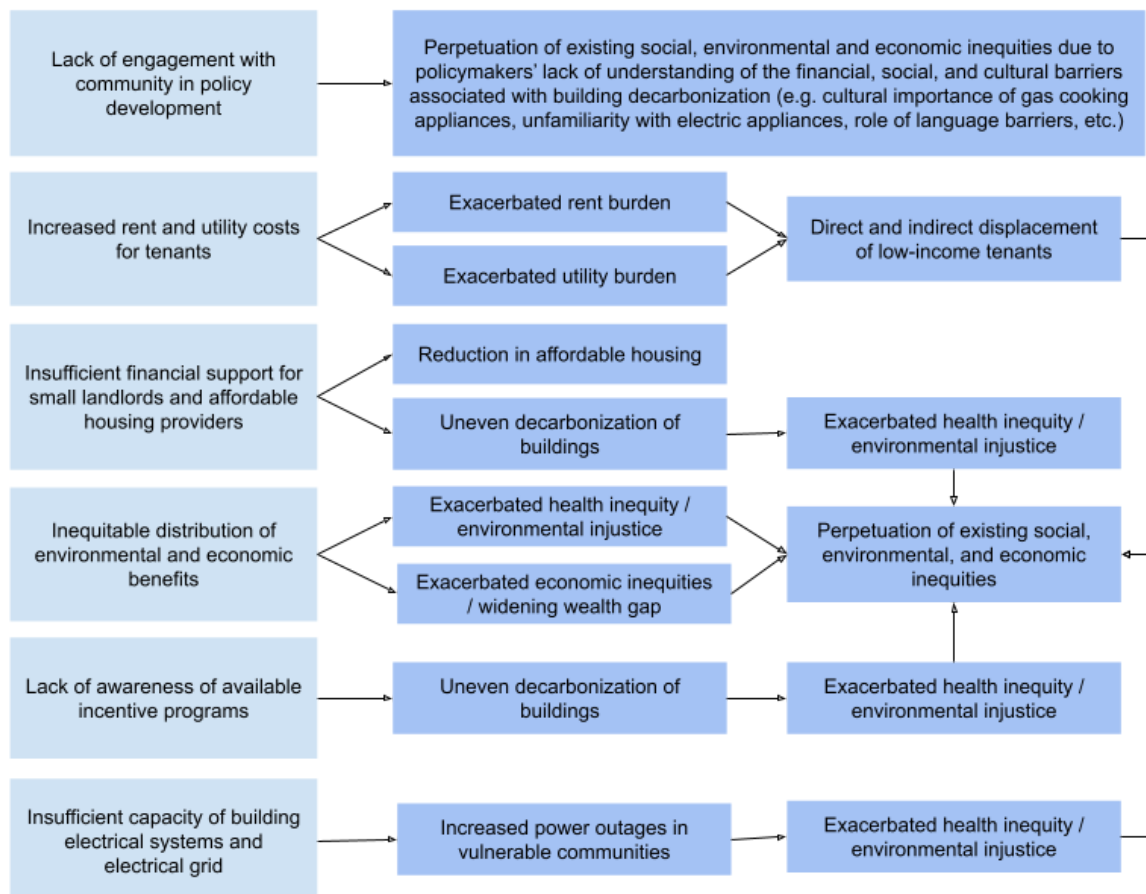 Lack of engagement with
community in policy
development
Perpetuation of existing social, environmental and economic inequities due to
policymakers' lack of understanding of the financial, social, and cultural barriers
associated with building decarbonization (e.g. cultural importance of gas cooking
appliances, unfamiliarity with electric appliances, role of language barriers, etc.)
Increased rent and utility costs
for tenants
Exacerbated rent burden
Exacerbated utility burden
Direct and indirect displacement
of low-income tenants
Insufficient financial support for
small landlords and affordable
housing providers
Reduction in affordable housing
Uneven decarbonization of
buildings
Exacerbated health inequity /
environmental injustice
Inequitable distribution of
environmental and economic
benefits
Exacerbated health inequity /
environmental injustice
Exacerbated economic inequities
/ widening wealth gap
Perpetuation of existing social,
environmental, and economic
inequities
Lack of awareness of available
incentive programs
Uneven decarbonization of
buildings
Exacerbated health inequity /
environmental injustice
Insufficient capacity of building
electrical systems and
electrical grid
Increased power outages in
vulnerable communities
Exacerbated health inequity /
environmental injustice